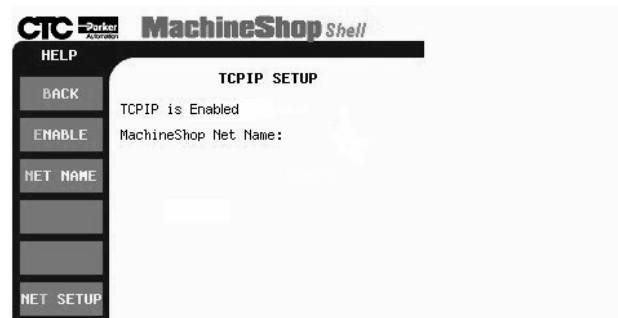 CTC Parker Automation MachineShop Shell
HELP
TCPIP SETUP
BACK
TCPIP is Enabled
ENABLE
MachineShop Net Name:
NET NAME
NET SETUP